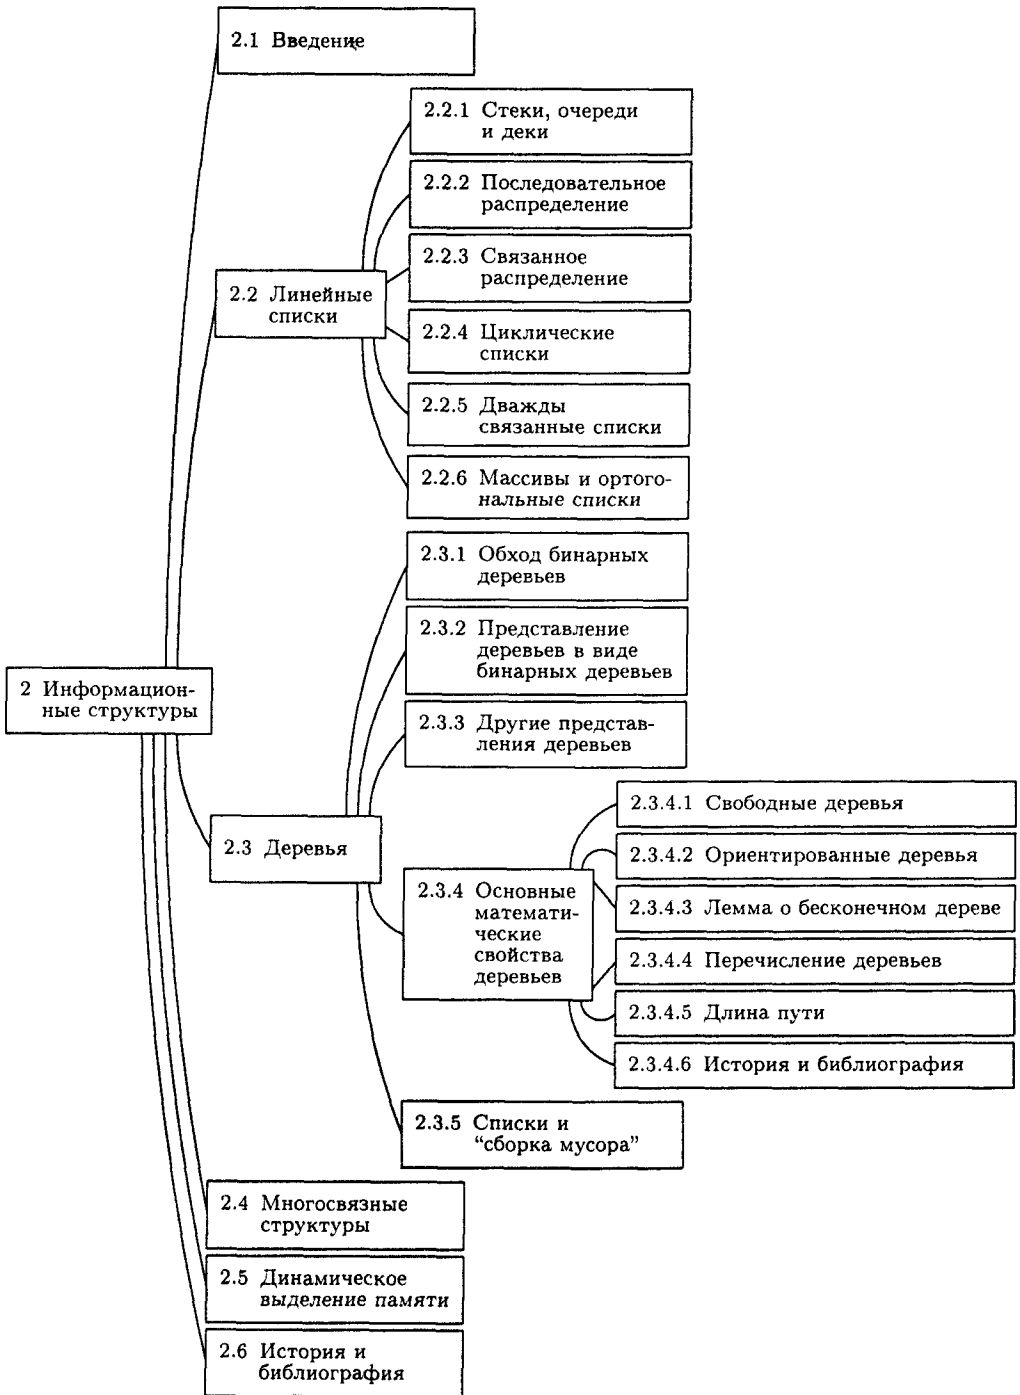 2.1 Введение
2.2.1 Стеки, очереди
и деки
2.2.2 Последовательное
распределение
2.2.3 Связанное
распределение
2.2 Линейные
списки
2.2.4 Циклические
списки
2.2.5 Дважды
связанные списки
2.2.6 Массивы и ортого-
нальные списки
2.3.1 Обход бинарных
деревьев
2.3.2 Представление
деревьев в виде
бинарных деревьев
2 Информацион-
ные структуры
2.3.3 Другие представ-
ления деревьев
2.3 Деревья
2.3.4 Основные
математи-
ческие
свойства
деревьев
2.3.4.1 Свободные деревья
2.3.4.2 Ориентированные деревья
2.3.4.3 Лемма о бесконечном дереве
2.3.4.4 Перечисление деревьев
2.3.4.5 Длина пути
2.3.4.6 История и библиография
2.3.5 Списки и
“сборка мусора”
2.4 Многосвязные
структуры
2.5 Динамическое
выделение памяти
2.6 История и
библиография